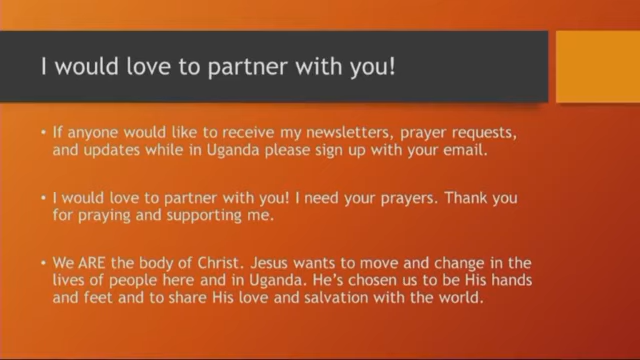 I would love to partner with you!
• If anyone would like to receive my newsletters, prayer requests,
and updates while in Uganda please sign up with your email.
• I would love to partner with you! I need your prayers. Thank you
for praying and supporting me.
• We ARE the body of Christ. Jesus wants to move and change in the
lives of people here and in Uganda. He's chosen us to be His hands
and feet and to share His love and salvation with the world.